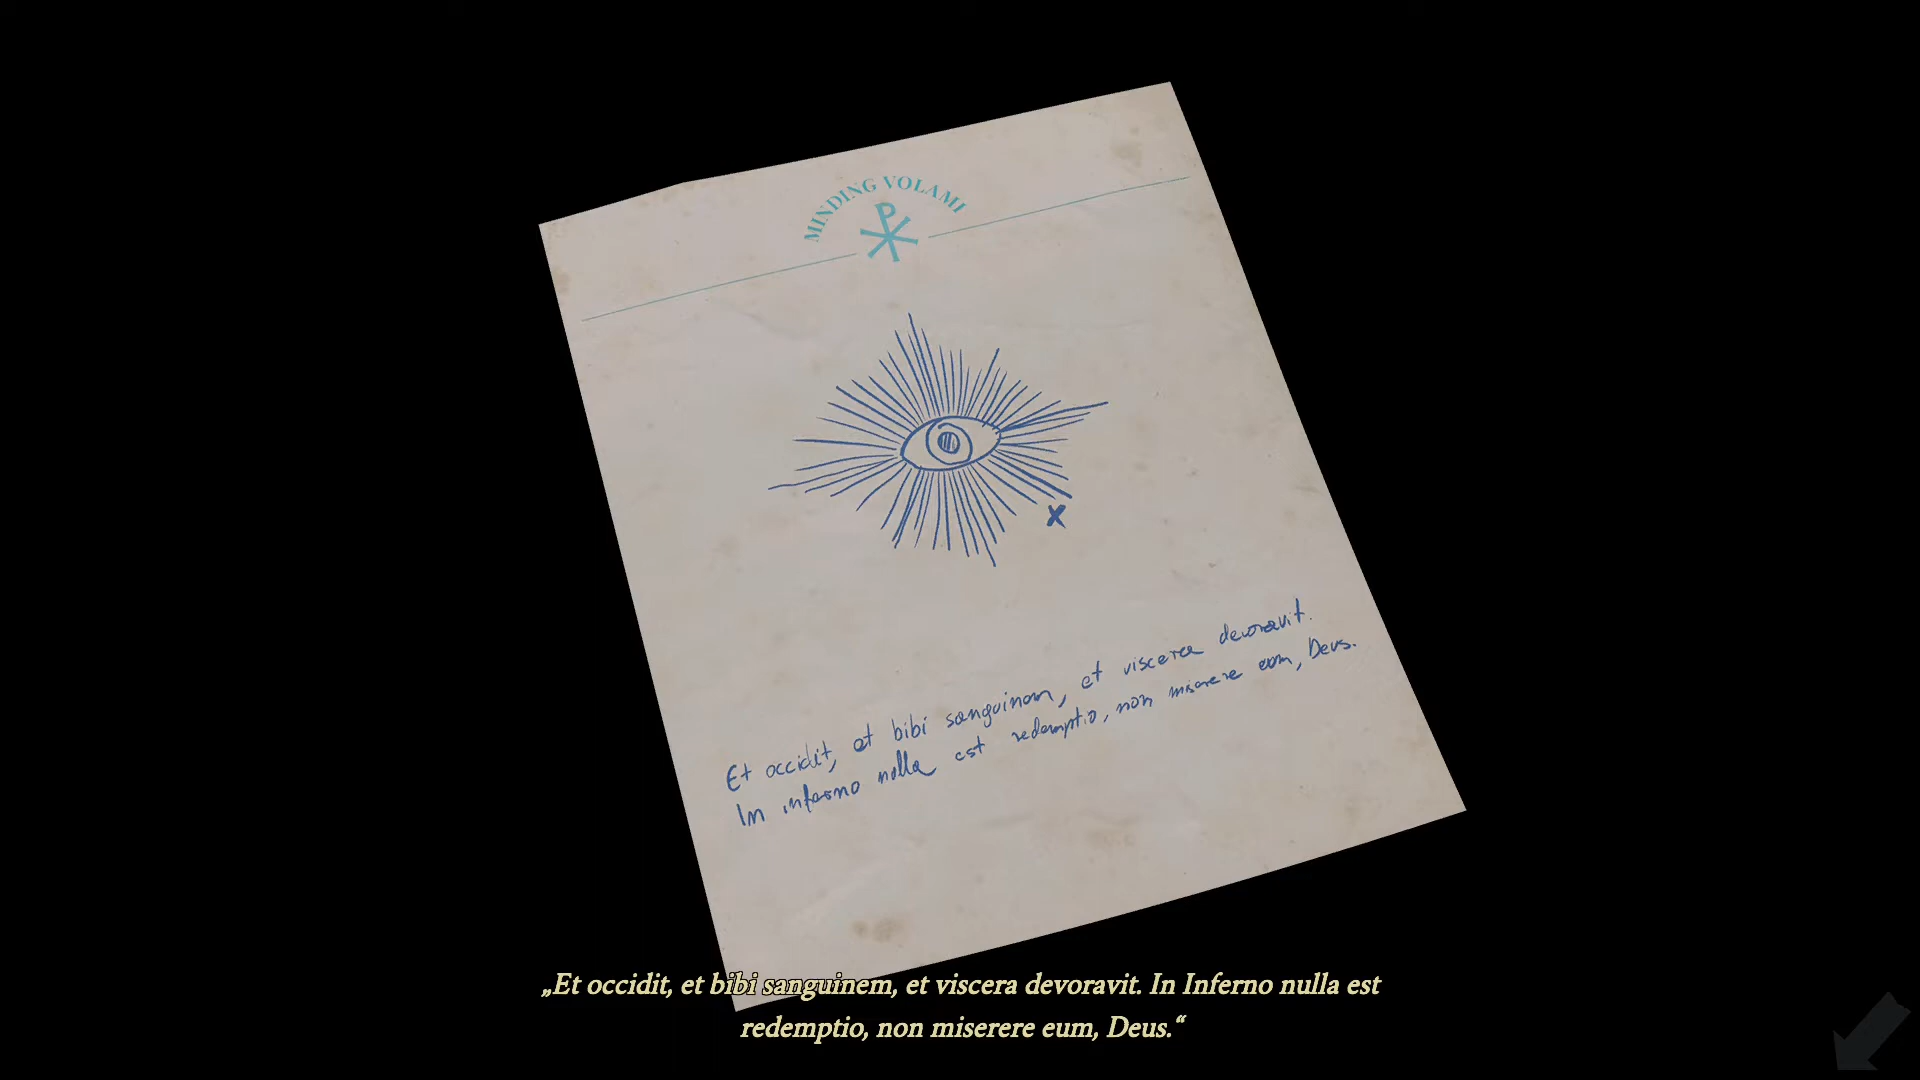 MINDING VOLAMI
x
Et occidit, et bibi sanguinem, et viscera devoravit.
In inferno nulla est redemptio, non miserere eum, Deus.
„Et occidit, et bibi sanguinem, et viscera devoravit. In Inferno nulla est
redemptio, non miserere eum, Deus.“